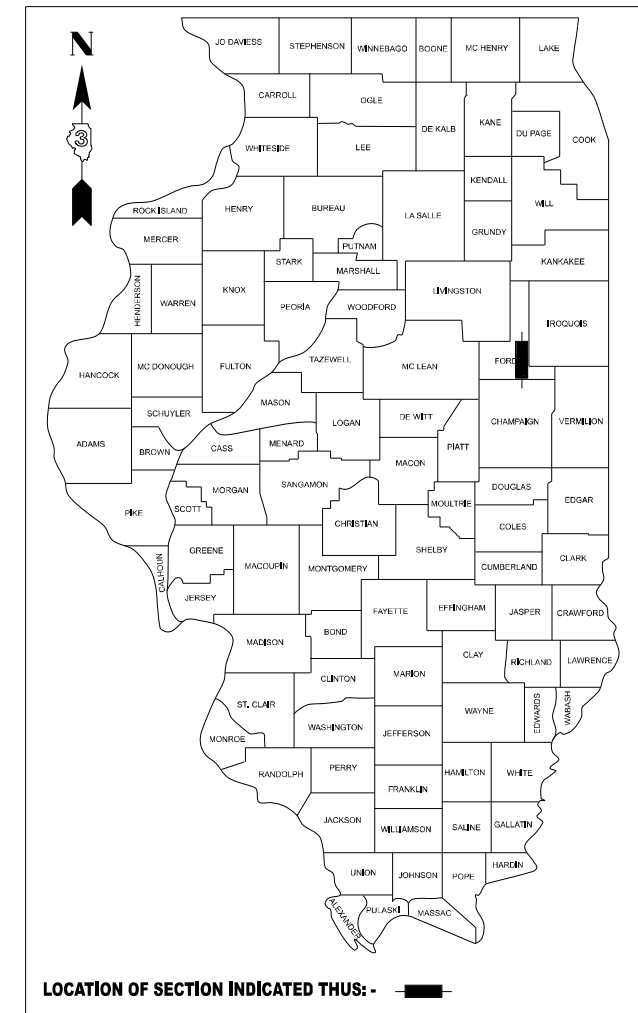 JO DAVIESS
STEPHENSON
WINNEBAGO
BOONE
MC HENRY
LAKE
N
CARROLL
OGLE
KANE
DE KALB
DU PAGE
COOK
3
WHITESIDE
LEE
KENDALL
WILL
ROCK ISLAND
HENRY
BUREAU
LA SALLE
GRUNDY
MERCER
PUTNAM
STARK
MARSHALL
KANKAKEE
HENDERSON
WARREN
KNOX
PEORIA
WOODFORD
LIVINGSTON
IROQUOIS
HANCOCK
MC DONOUGH
FULTON
TAZEWELL
MC LEAN
FORD
MASON
SCHUYLER
LOGAN
DE WITT
CHAMPAIGN
VERMILION
ADAMS
BROWN
CASS
MENARD
PIATT
MACON
MORGAN
SANGAMON
DOUGLAS
PIKE
SCOTT
CHRISTIAN
MOULTRIE
EDGAR
COLES
CALHOUN
GREENE
MACOUPIN
MONTGOMERY
SHELBY
CUMBERLAND
CLARK
JERSEY
FAYETTE
EFFINGHAM
JASPER
CRAWFORD
MADISON
BOND
CLAY
RICHLAND
LAWRENCE
CLINTON
MARION
ST. CLAIR
WAYNE
EDWARDS
WABASH
WASHINGTON
JEFFERSON
MONROE
RANDOLPH
PERRY
HAMILTON
WHITE
FRANKLIN
JACKSON
WILLIAMSON
SALINE
GALLATIN
HARDIN
UNION
JOHNSON
POPE
ALEXANDER
PULASKI
MASSAC
LOCATION OF SECTION INDICATED THUS: -